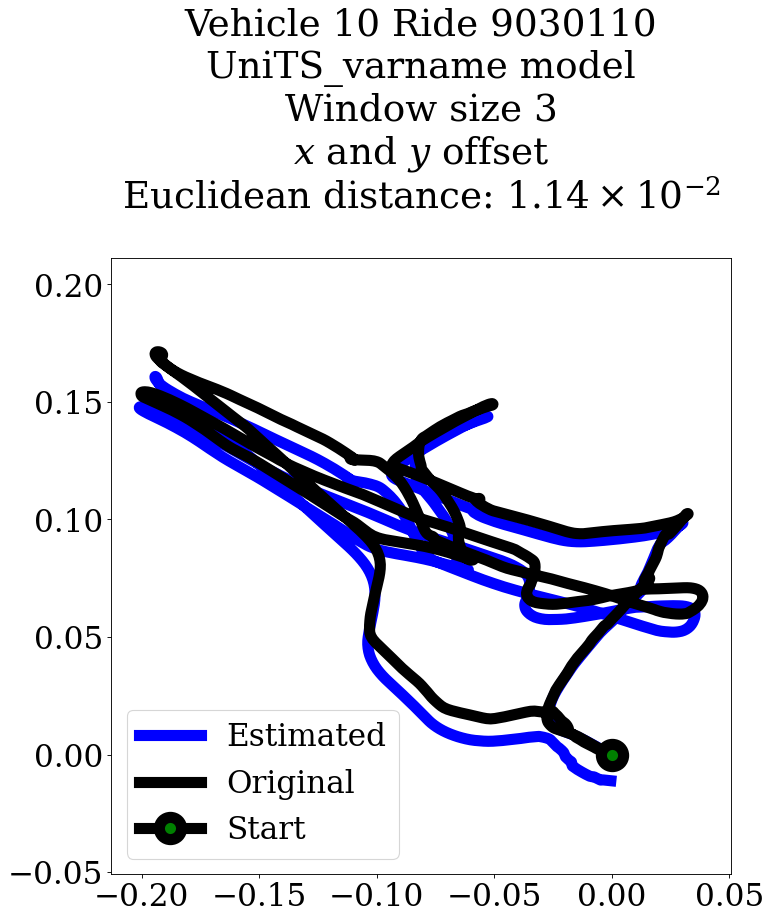 Vehicle 10 Ride 9030110
UniTS_varname model
Window size 3
x and y offset
Euclidean distance: 1.14 × 10⁻²
0.20
0.15
0.10
0.05
0.00
−0.05
Estimated
Original
Start
−0.20 −0.15 −0.10 −0.05 0.00 0.05